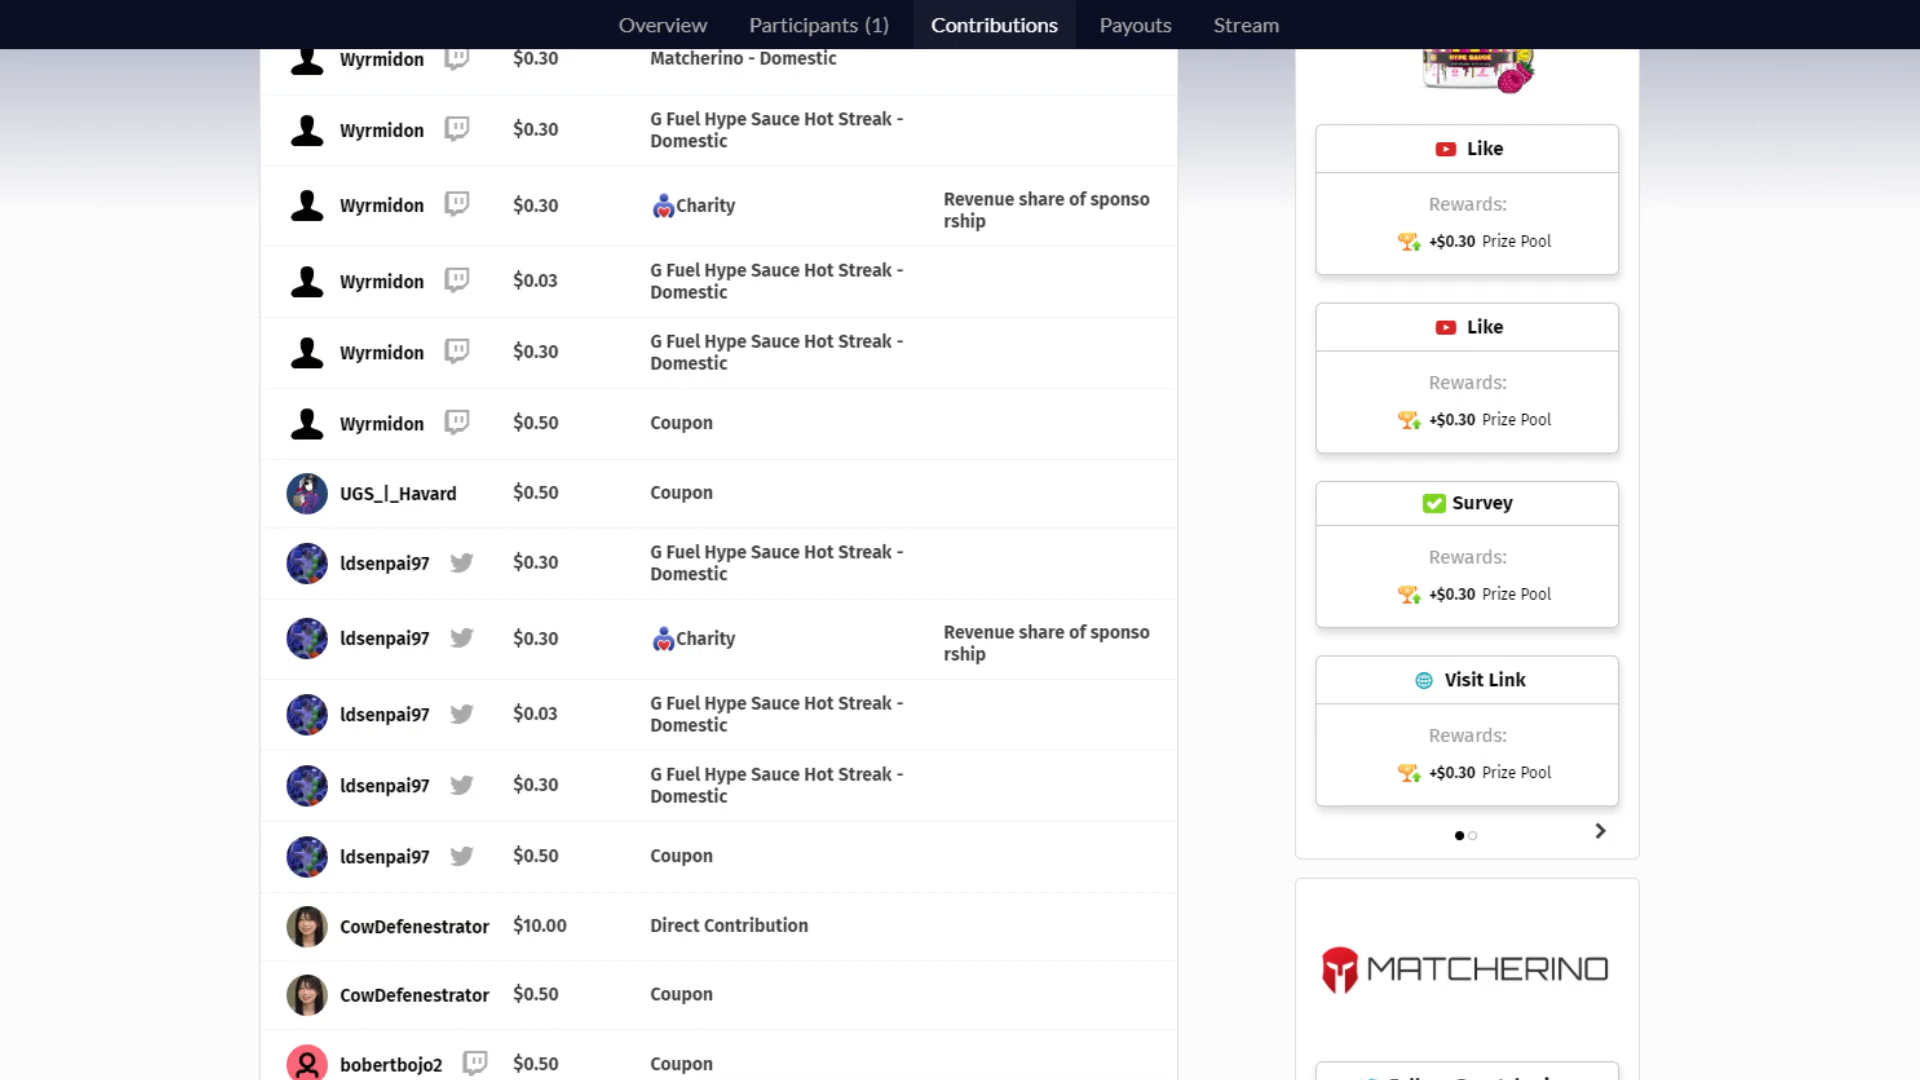 Overview Participants (1) Contributions Payouts Stream
Wyrmidon $0.30 Matcherino - Domestic
Wyrmidon $0.30 G Fuel Hype Sauce Hot Streak -
Domestic
Wyrmidon $0.30 Charity Revenue share of sponso
rship
Wyrmidon $0.03 G Fuel Hype Sauce Hot Streak -
Domestic
Wyrmidon $0.30 G Fuel Hype Sauce Hot Streak -
Domestic
Wyrmidon $0.50 Coupon
UGS_|_Havard $0.50 Coupon
ldsenpai97 $0.30 G Fuel Hype Sauce Hot Streak -
Domestic
ldsenpai97 $0.30 Charity Revenue share of sponso
rship
ldsenpai97 $0.03 G Fuel Hype Sauce Hot Streak -
Domestic
ldsenpai97 $0.30 G Fuel Hype Sauce Hot Streak -
Domestic
ldsenpai97 $0.50 Coupon
CowDefenestrator $10.00 Direct Contribution
CowDefenestrator $0.50 Coupon
bobertbojo2 $0.50 Coupon
HYPE SAUCE
Like
Rewards:
+$0.30 Prize Pool
Like
Rewards:
+$0.30 Prize Pool
Survey
Rewards:
+$0.30 Prize Pool
Visit Link
Rewards:
+$0.30 Prize Pool
MATCHERINO